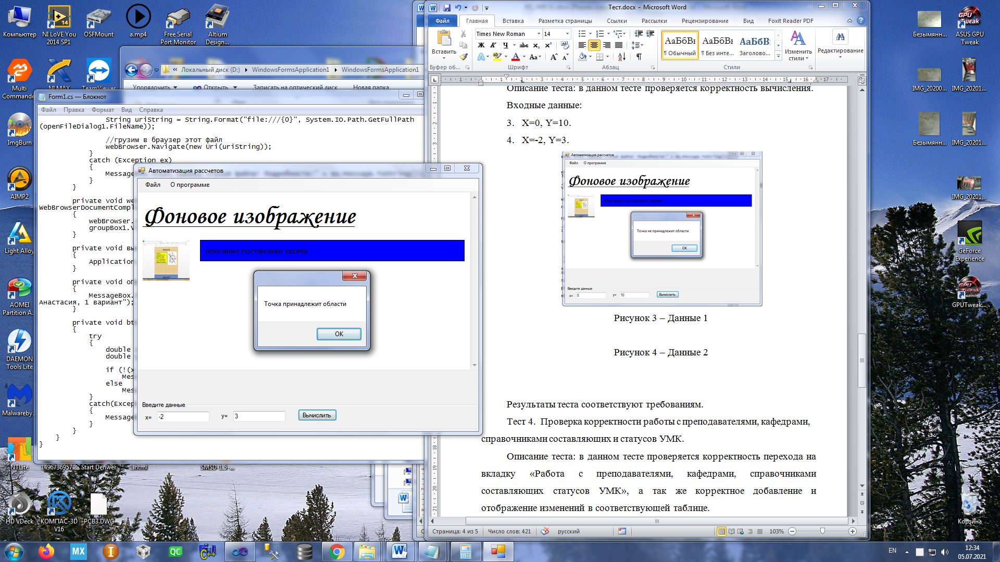 Компьютер
NI LoVE You
2014 SP1
OSFMount
a.mp4
Free Serial
Port Monitor
Altium
Design...
Multi
Commande
NI MAX
TeamViewer
ImgBurn
AIMP2
Light Alloy
AOMEI
Partition A...
DAEMON
Tools Lite
Malwareby...
NTLite
1496736957...
Start Denwer
1.html
SMSD-1.5-...
HD VDeck
КОМПАС-3D
V16
PCB3.DWG
Локальный диск (D:)
WindowsFormsApplication1
WindowsFormsApplication1
Упорядочить
Открыть
Записать на оптический диск
Новая папка
Form1.cs — Блокнот
Файл Правка Формат Вид Справка
String uriString = String.Format("file:///{0}", System.IO.Path.GetFullPath
(openFileDialog1.FileName));
//грузим в браузер этот файл
webBrowser.Navigate(new Uri(uriString));
}
catch (Exception ex)
{
Messag
}
}
private void we
WebBrowserDocumentCompl
{
webBrowser.
groupBox1.V
}
private void вы
{
Application
}
private void оп
{
MessageBox.
Анастасия, 1 вариант");
}
private void bt
{
try
{
double
double
if (!(x
Mes
else
Mes
}
catch(Excep
{
Message
}
}
}
}
Автоматизация рассчетов
Файл О программе
Фоновое изображение
описание постановки задачи
Точка принадлежит области
OK
Введите данные
x= -2 y= 3 Вычислить
Тест.docx - Microsoft Word
Файл Главная Вставка Разметка страницы Ссылки Рассылки Рецензирование Вид Foxit Reader PDF
Вставить
Times New Roman 14
Ж К Ч abc x₂ x²
Aa
АаБбВв АаБбВв АаБбВ
¶ Обычный ¶ Без инте... Заголово...
Изменить
стили
Редактирование
Буфер об... Шрифт Абзац Стили
Описание теста: в данном тесте проверяется корректность вычисления.
Входные данные:
3. X=0, Y=10.
4. X=-2, Y=3.
Автоматизация рассчетов
Файл О программе
Фоновое изображение
описание постановки задачи
Точка не принадлежит области
OK
Введите данные
x= 0 y= 10 Вычислить
Рисунок 3 – Данные 1
Рисунок 4 – Данные 2
Результаты теста соответствуют требованиям.
Тест 4. Проверка корректности работы с преподавателями, кафедрами,
справочниками составляющих и статусов УМК.
Описание теста: в данном тесте проверяется корректность перехода на
вкладку «Работа с преподавателями, кафедрами, справочниками
составляющих статусов УМК», а так же корректное добавление и
отображение изменений в соответствующей таблице.
Страница: 4 из 5 Число слов: 421 русский 103%
Безымянн...
ASUS GPU
Tweak
IMG_20200...
IMG_20201...
Безымянн...
IMG_20201...
IMG_20201...
GeForce
Experience
GPUTweak...
Корзина
EN
12:34
05.07.2021